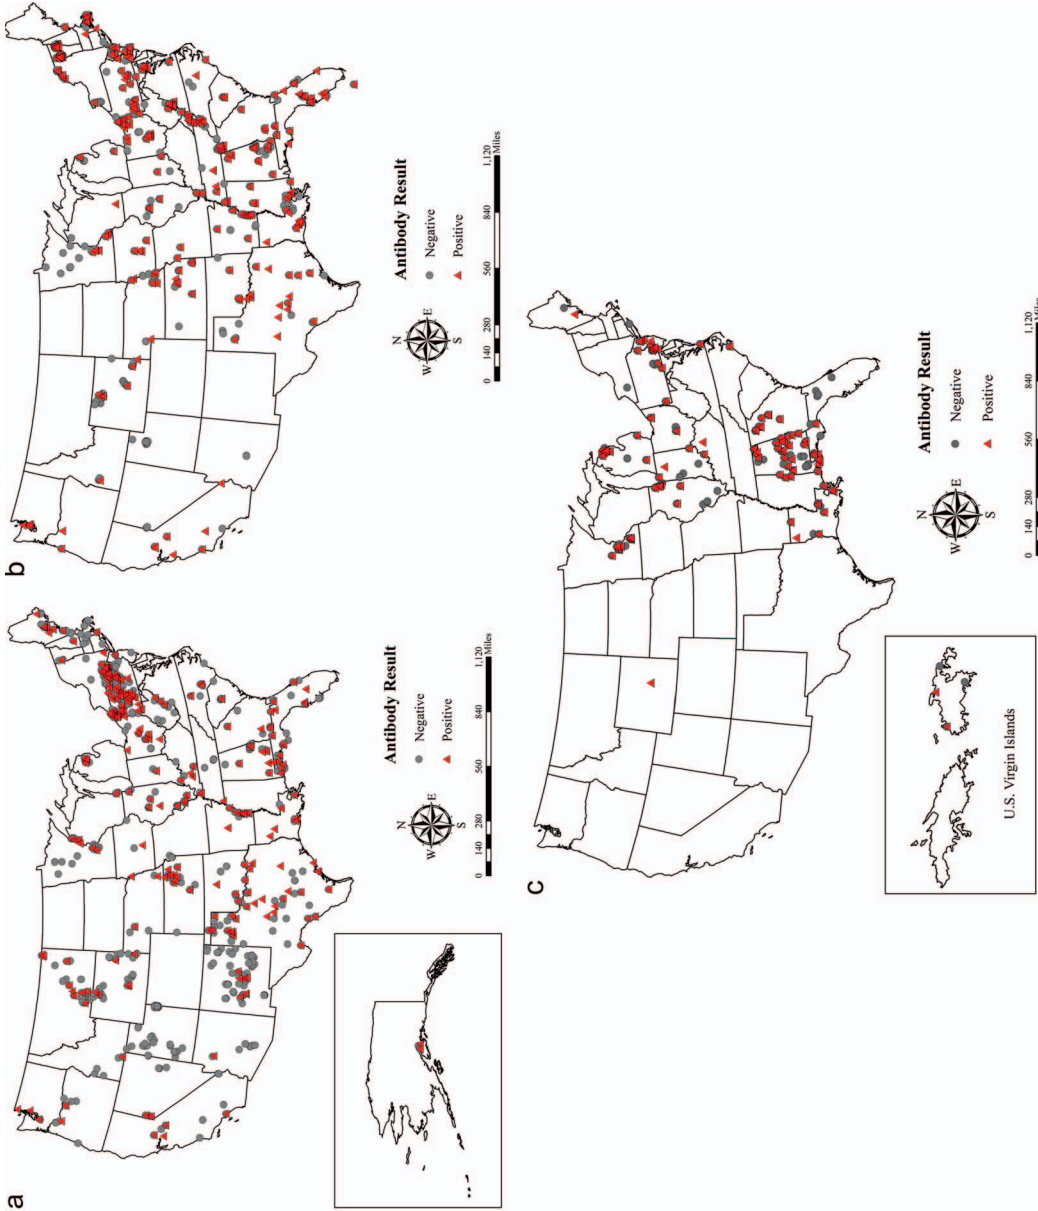 a
Antibody Result
Negative
Positive
N
W E
S
0 140 280 560 840 1,120
Miles
b
Antibody Result
Negative
Positive
N
W E
S
0 140 280 560 840 1,120
Miles
c
Antibody Result
Negative
Positive
N
W E
S
0 140 280 560 840 1,120
Miles
U.S. Virgin Islands